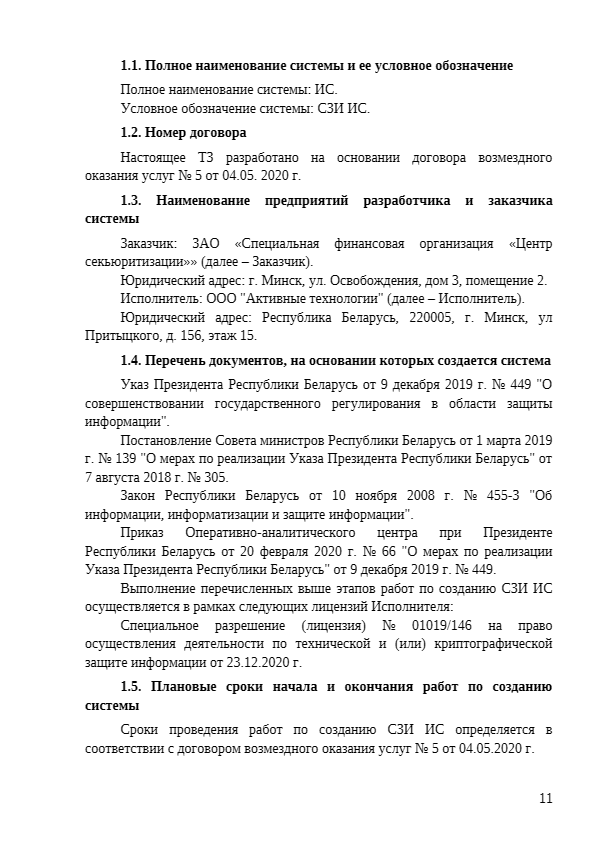 1.1. Полное наименование системы и ее условное обозначение
Полное наименование системы: ИС.
Условное обозначение системы: СЗИ ИС.
1.2. Номер договора
Настоящее ТЗ разработано на основании договора возмездного
оказания услуг № 5 от 04.05. 2020 г.
1.3. Наименование предприятий разработчика и заказчика
системы
Заказчик: ЗАО «Специальная финансовая организация «Центр
секьюритизации»» (далее – Заказчик).
Юридический адрес: г. Минск, ул. Освобождения, дом 3, помещение 2.
Исполнитель: ООО "Активные технологии" (далее – Исполнитель).
Юридический адрес: Республика Беларусь, 220005, г. Минск, ул
Притыцкого, д. 156, этаж 15.
1.4. Перечень документов, на основании которых создается система
Указ Президента Республики Беларусь от 9 декабря 2019 г. № 449 "О
совершенствовании государственного регулирования в области защиты
информации".
Постановление Совета министров Республики Беларусь от 1 марта 2019
г. № 139 "О мерах по реализации Указа Президента Республики Беларусь" от
7 августа 2018 г. № 305.
Закон Республики Беларусь от 10 ноября 2008 г. № 455-З "Об
информации, информатизации и защите информации".
Приказ Оперативно-аналитического центра при Президенте
Республики Беларусь от 20 февраля 2020 г. № 66 "О мерах по реализации
Указа Президента Республики Беларусь" от 9 декабря 2019 г. № 449.
Выполнение перечисленных выше этапов работ по созданию СЗИ ИС
осуществляется в рамках следующих лицензий Исполнителя:
Специальное разрешение (лицензия) № 01019/146 на право
осуществления деятельности по технической и (или) криптографической
защите информации от 23.12.2020 г.
1.5. Плановые сроки начала и окончания работ по созданию
системы
Сроки проведения работ по созданию СЗИ ИС определяется в
соответствии с договором возмездного оказания услуг № 5 от 04.05.2020 г.
11